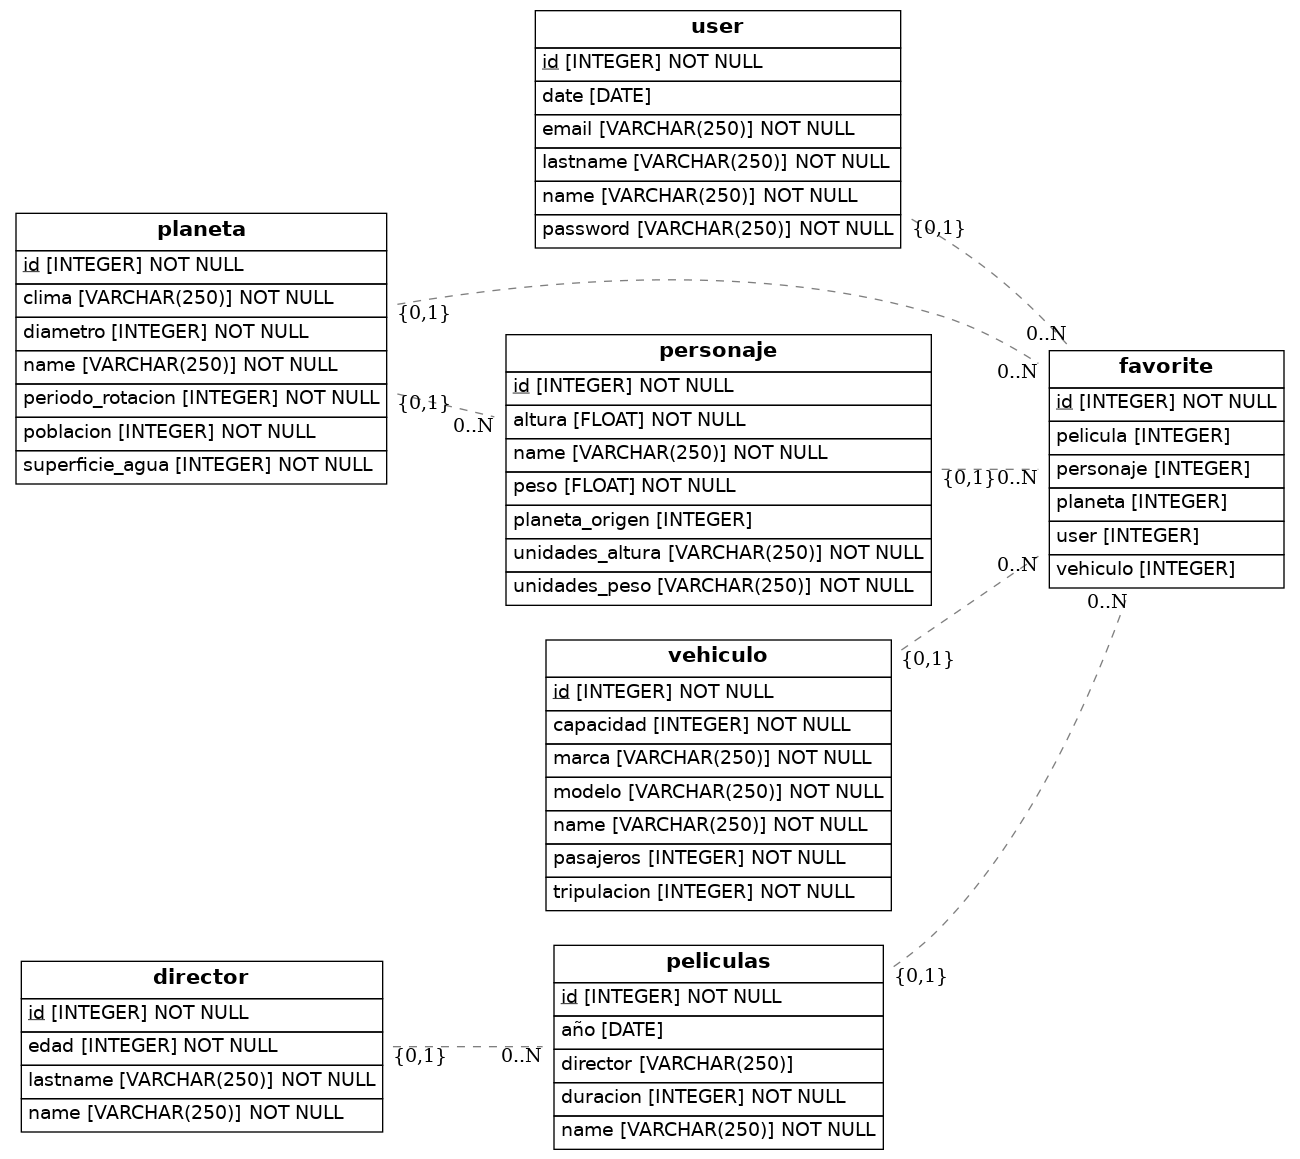 user
id [INTEGER] NOT NULL
date [DATE]
email [VARCHAR(250)] NOT NULL
lastname [VARCHAR(250)] NOT NULL
name [VARCHAR(250)] NOT NULL
password [VARCHAR(250)] NOT NULL
{0,1}
0..N
planeta
id [INTEGER] NOT NULL
clima [VARCHAR(250)] NOT NULL
diametro [INTEGER] NOT NULL
name [VARCHAR(250)] NOT NULL
periodo_rotacion [INTEGER] NOT NULL
poblacion [INTEGER] NOT NULL
superficie_agua [INTEGER] NOT NULL
{0,1}
0..N
{0,1}
0..N
personaje
id [INTEGER] NOT NULL
altura [FLOAT] NOT NULL
name [VARCHAR(250)] NOT NULL
peso [FLOAT] NOT NULL
planeta_origen [INTEGER]
unidades_altura [VARCHAR(250)] NOT NULL
unidades_peso [VARCHAR(250)] NOT NULL
{0,1}
0..N
favorite
id [INTEGER] NOT NULL
pelicula [INTEGER]
personaje [INTEGER]
planeta [INTEGER]
user [INTEGER]
vehiculo [INTEGER]
0..N
{0,1}
0..N
vehiculo
id [INTEGER] NOT NULL
capacidad [INTEGER] NOT NULL
marca [VARCHAR(250)] NOT NULL
modelo [VARCHAR(250)] NOT NULL
name [VARCHAR(250)] NOT NULL
pasajeros [INTEGER] NOT NULL
tripulacion [INTEGER] NOT NULL
director
id [INTEGER] NOT NULL
edad [INTEGER] NOT NULL
lastname [VARCHAR(250)] NOT NULL
name [VARCHAR(250)] NOT NULL
{0,1}
0..N
peliculas
id [INTEGER] NOT NULL
año [DATE]
director [VARCHAR(250)]
duracion [INTEGER] NOT NULL
name [VARCHAR(250)] NOT NULL
{0,1}